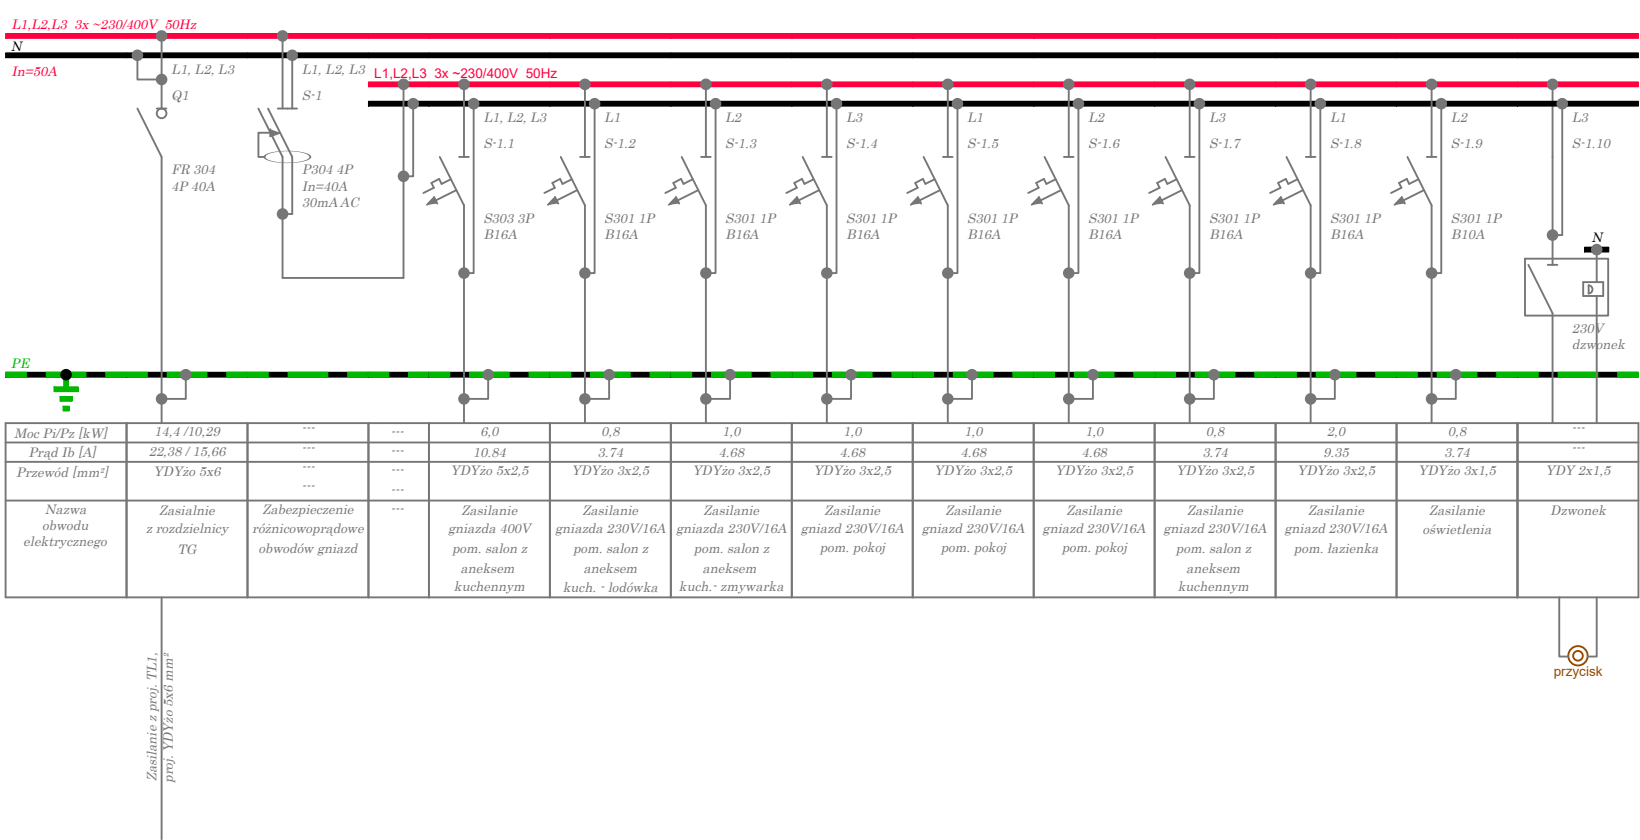 L1,L2,L3 3x ~230/400V 50Hz
N
In=50A
L1, L2, L3
Q1
FR 304
4P 40A
L1, L2, L3
S-1
P304 4P
In=40A
30mA AC
L1,L2,L3 3x ~230/400V 50Hz
L1, L2, L3
S-1.1
S303 3P
B16A
L1
S-1.2
S301 1P
B16A
L2
S-1.3
S301 1P
B16A
L3
S-1.4
S301 1P
B16A
L1
S-1.5
S301 1P
B16A
L2
S-1.6
S301 1P
B16A
L3
S-1.7
S301 1P
B16A
L1
S-1.8
S301 1P
B16A
L2
S-1.9
S301 1P
B10A
L3
S-1.10
N
D
230V
dzwonek
PE
Moc Pi/Pz [kW] 14,4 /10,29 --- --- 6,0 0,8 1,0 1,0 1,0 1,0 0,8 2,0 0,8 ---
Prąd Ib [A] 22,38 / 15,66 --- --- 10.84 3.74 4.68 4.68 4.68 4.68 3.74 9.35 3.74 ---
Przewód [mm²] YDYżo 5x6 --- --- YDYżo 5x2,5 YDYżo 3x2,5 YDYżo 3x2,5 YDYżo 3x2,5 YDYżo 3x2,5 YDYżo 3x2,5 YDYżo 3x2,5 YDYżo 3x2,5 YDYżo 3x1,5 YDY 2x1,5
--- ---
Nazwa
obwodu
elektrycznego
Zasialnie
z rozdzielnicy
TG
Zabezpieczenie
różnicowoprądowe
obwodów gniazd
---
Zasilanie
gniazda 400V
pom. salon z
aneksem
kuchennym
Zasilanie
gniazda 230V/16A
pom. salon z
aneksem
kuch. - lodówka
Zasilanie
gniazda 230V/16A
pom. salon z
aneksem
kuch.- zmywarka
Zasilanie
gniazd 230V/16A
pom. pokoj
Zasilanie
gniazd 230V/16A
pom. pokoj
Zasilanie
gniazd 230V/16A
pom. pokoj
Zasilanie
gniazd 230V/16A
pom. salon z
aneksem
kuchennym
Zasilanie
gniazd 230V/16A
pom. łazienka
Zasilanie
oświetlenia
Dzwonek
Zasilanie z proj. TL1,
proj. YDYżo 5x6 mm²
przycisk